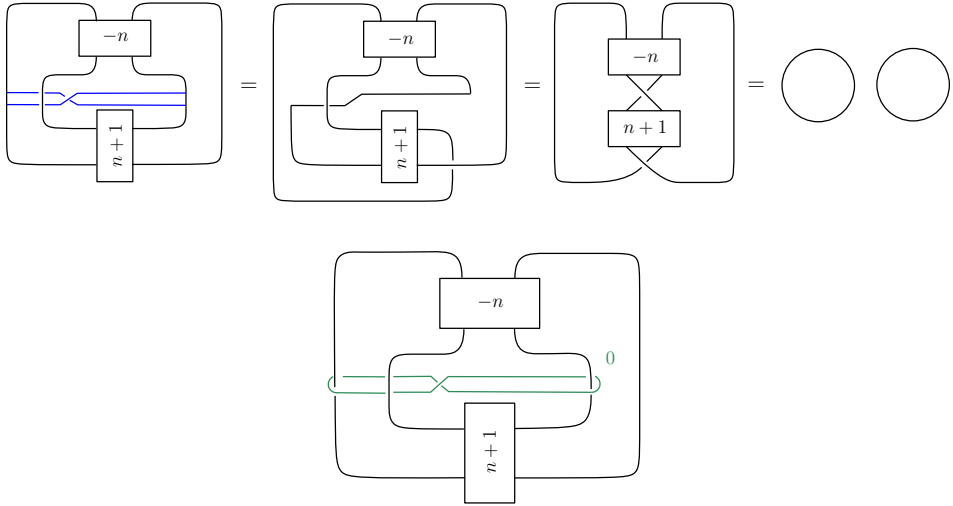 −n
n + 1
=
−n
n + 1
=
−n
n + 1
=
−n
0
n + 1